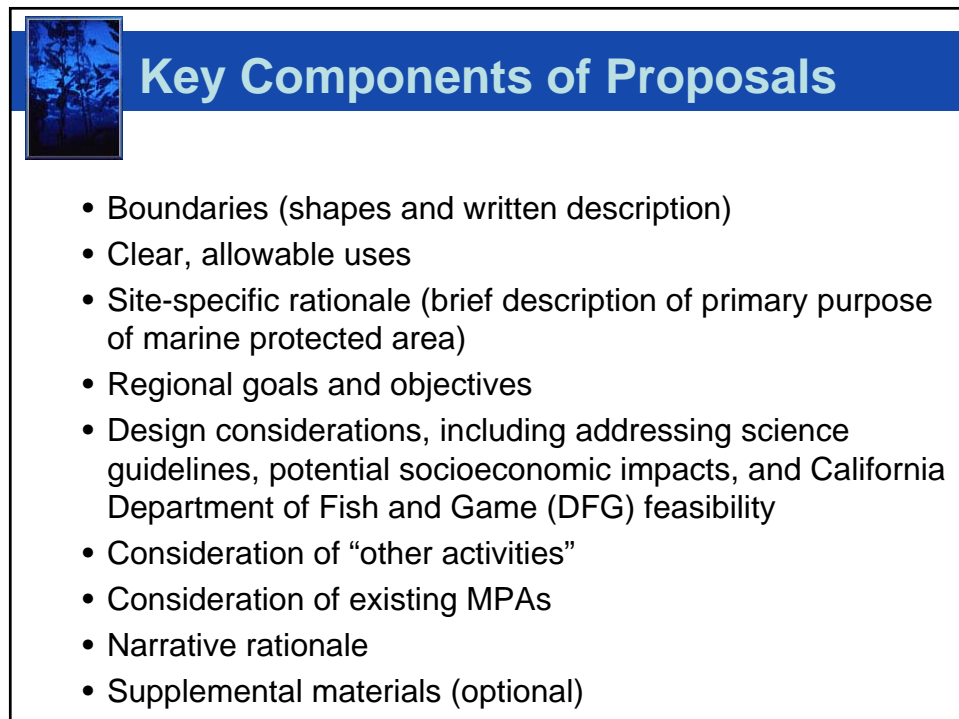 Key Components of Proposals
• Boundaries (shapes and written description)
• Clear, allowable uses
• Site-specific rationale (brief description of primary purpose
of marine protected area)
• Regional goals and objectives
• Design considerations, including addressing science
guidelines, potential socioeconomic impacts, and California
Department of Fish and Game (DFG) feasibility
• Consideration of “other activities”
• Consideration of existing MPAs
• Narrative rationale
• Supplemental materials (optional)